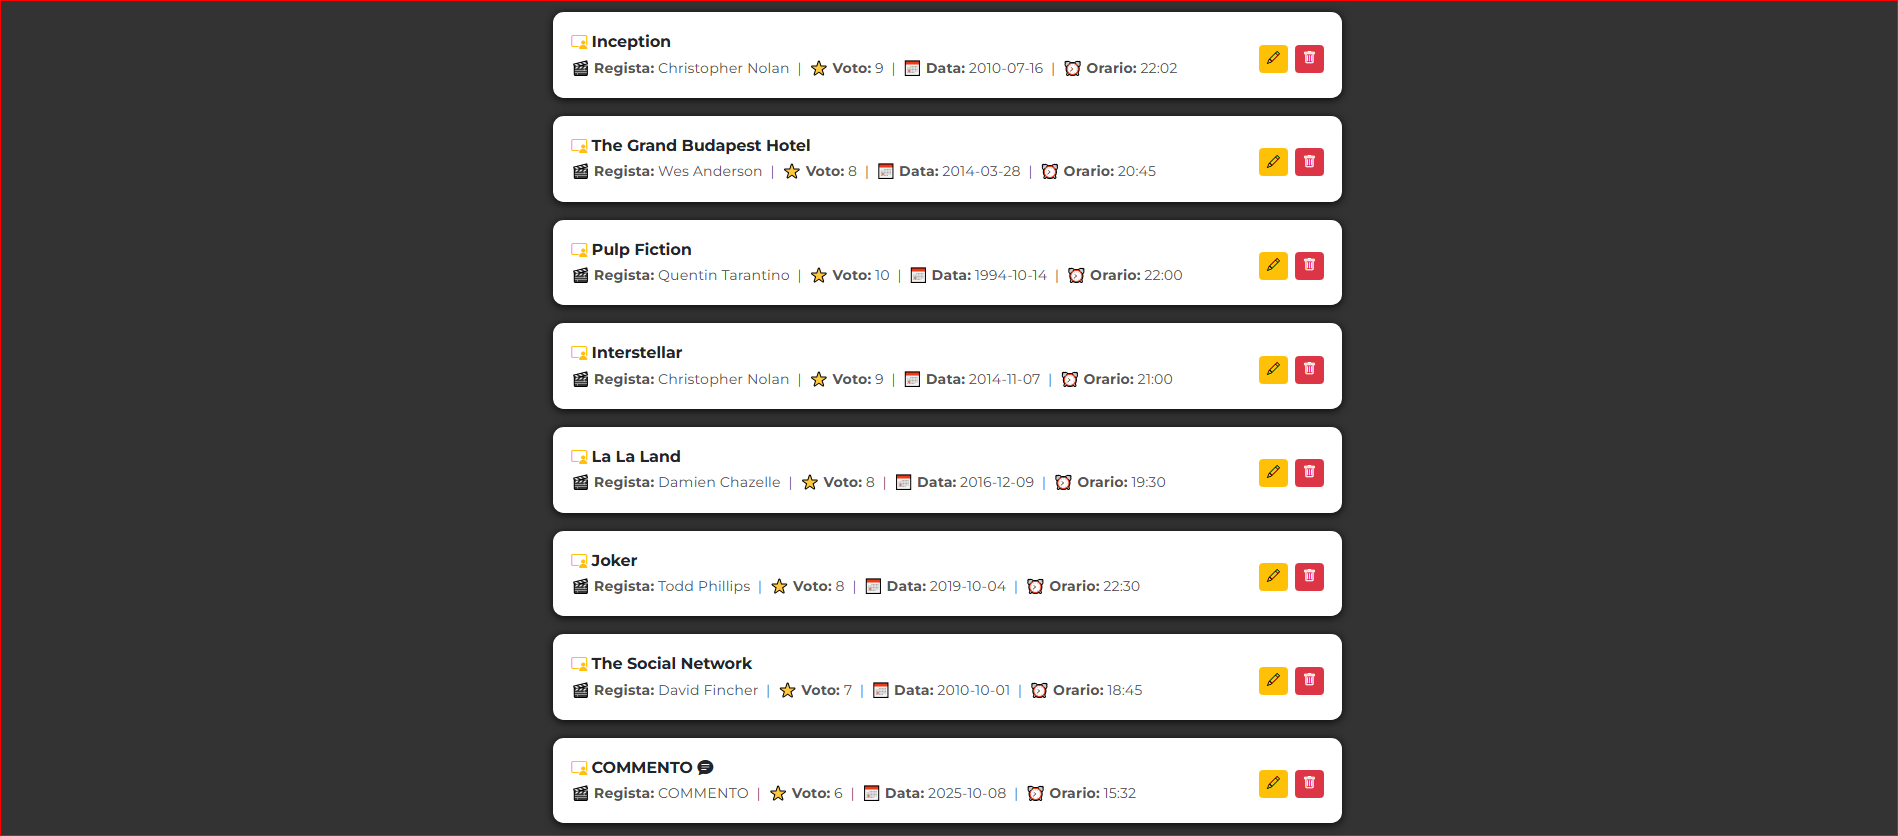 Inception
Regista: Christopher Nolan | Voto: 9 | Data: 2010-07-16 | Orario: 22:02
The Grand Budapest Hotel
Regista: Wes Anderson | Voto: 8 | Data: 2014-03-28 | Orario: 20:45
Pulp Fiction
Regista: Quentin Tarantino | Voto: 10 | Data: 1994-10-14 | Orario: 22:00
Interstellar
Regista: Christopher Nolan | Voto: 9 | Data: 2014-11-07 | Orario: 21:00
La La Land
Regista: Damien Chazelle | Voto: 8 | Data: 2016-12-09 | Orario: 19:30
Joker
Regista: Todd Phillips | Voto: 8 | Data: 2019-10-04 | Orario: 22:30
The Social Network
Regista: David Fincher | Voto: 7 | Data: 2010-10-01 | Orario: 18:45
COMMENTO
Regista: COMMENTO | Voto: 6 | Data: 2025-10-08 | Orario: 15:32